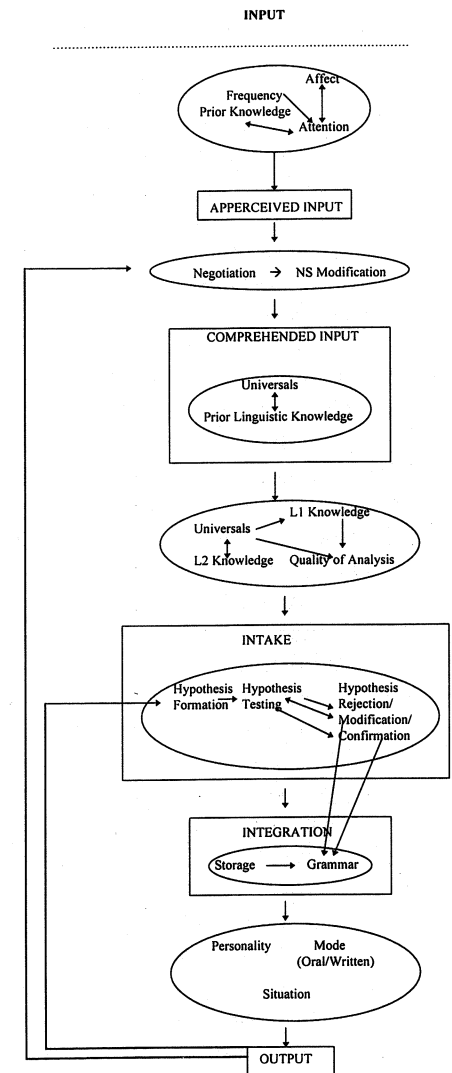 INPUT
Affect
Frequency
Prior Knowledge
Attention
APPERCEIVED INPUT
Negotiation → NS Modification
COMPREHENDED INPUT
Universals
Prior Linguistic Knowledge
L1 Knowledge
Universals
L2 Knowledge Quality of Analysis
INTAKE
Hypothesis Hypothesis Hypothesis
Formation Testing Rejection/
Modification/
Confirmation
INTEGRATION
Storage Grammar
Personality Mode
(Oral/Written)
Situation
OUTPUT